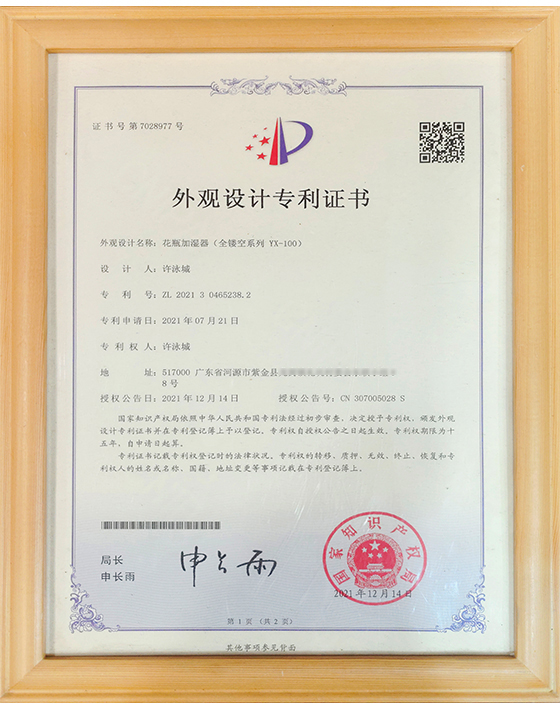 证书号第7028977号
外观设计专利证书
外观设计名称：花瓶加湿器（全镂空系列 YX-100）
设 计 人：许泳城
专 利 号：ZL 2021 3 0465238.2
专利申请日：2021年07月21日
专 利 权 人：许泳城
地 址：517000 广东省河源市紫金县
8号
授权公告日：2021年12月14日 授权公告号：CN 307005028 S
国家知识产权局依照中华人民共和国专利法经过初步审查，决定授予专利权，颁发外观
设计专利证书并在专利登记簿上予以登记。专利权自授权公告之日起生效。专利权期限为十
五年，自申请日起算。
专利证书记载专利权登记时的法律状况。专利权的转移、质押、无效、终止、恢复和专
利权人的姓名或名称、国籍、地址变更等事项记载在专利登记簿上。
局长
申长雨
申长雨
国家知识产权局
2021年12月14日
第 1 页（共 2 页）
其他事项参见背面